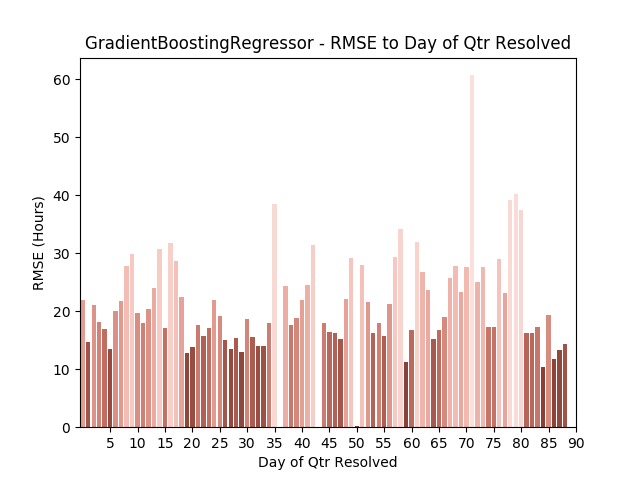 GradientBoostingRegressor - RMSE to Day of Qtr Resolved
60
50
40
30
20
10
0
RMSE (Hours)
5 10 15 20 25 30 35 40 45 50 55 60 65 70 75 80 85 90
Day of Qtr Resolved